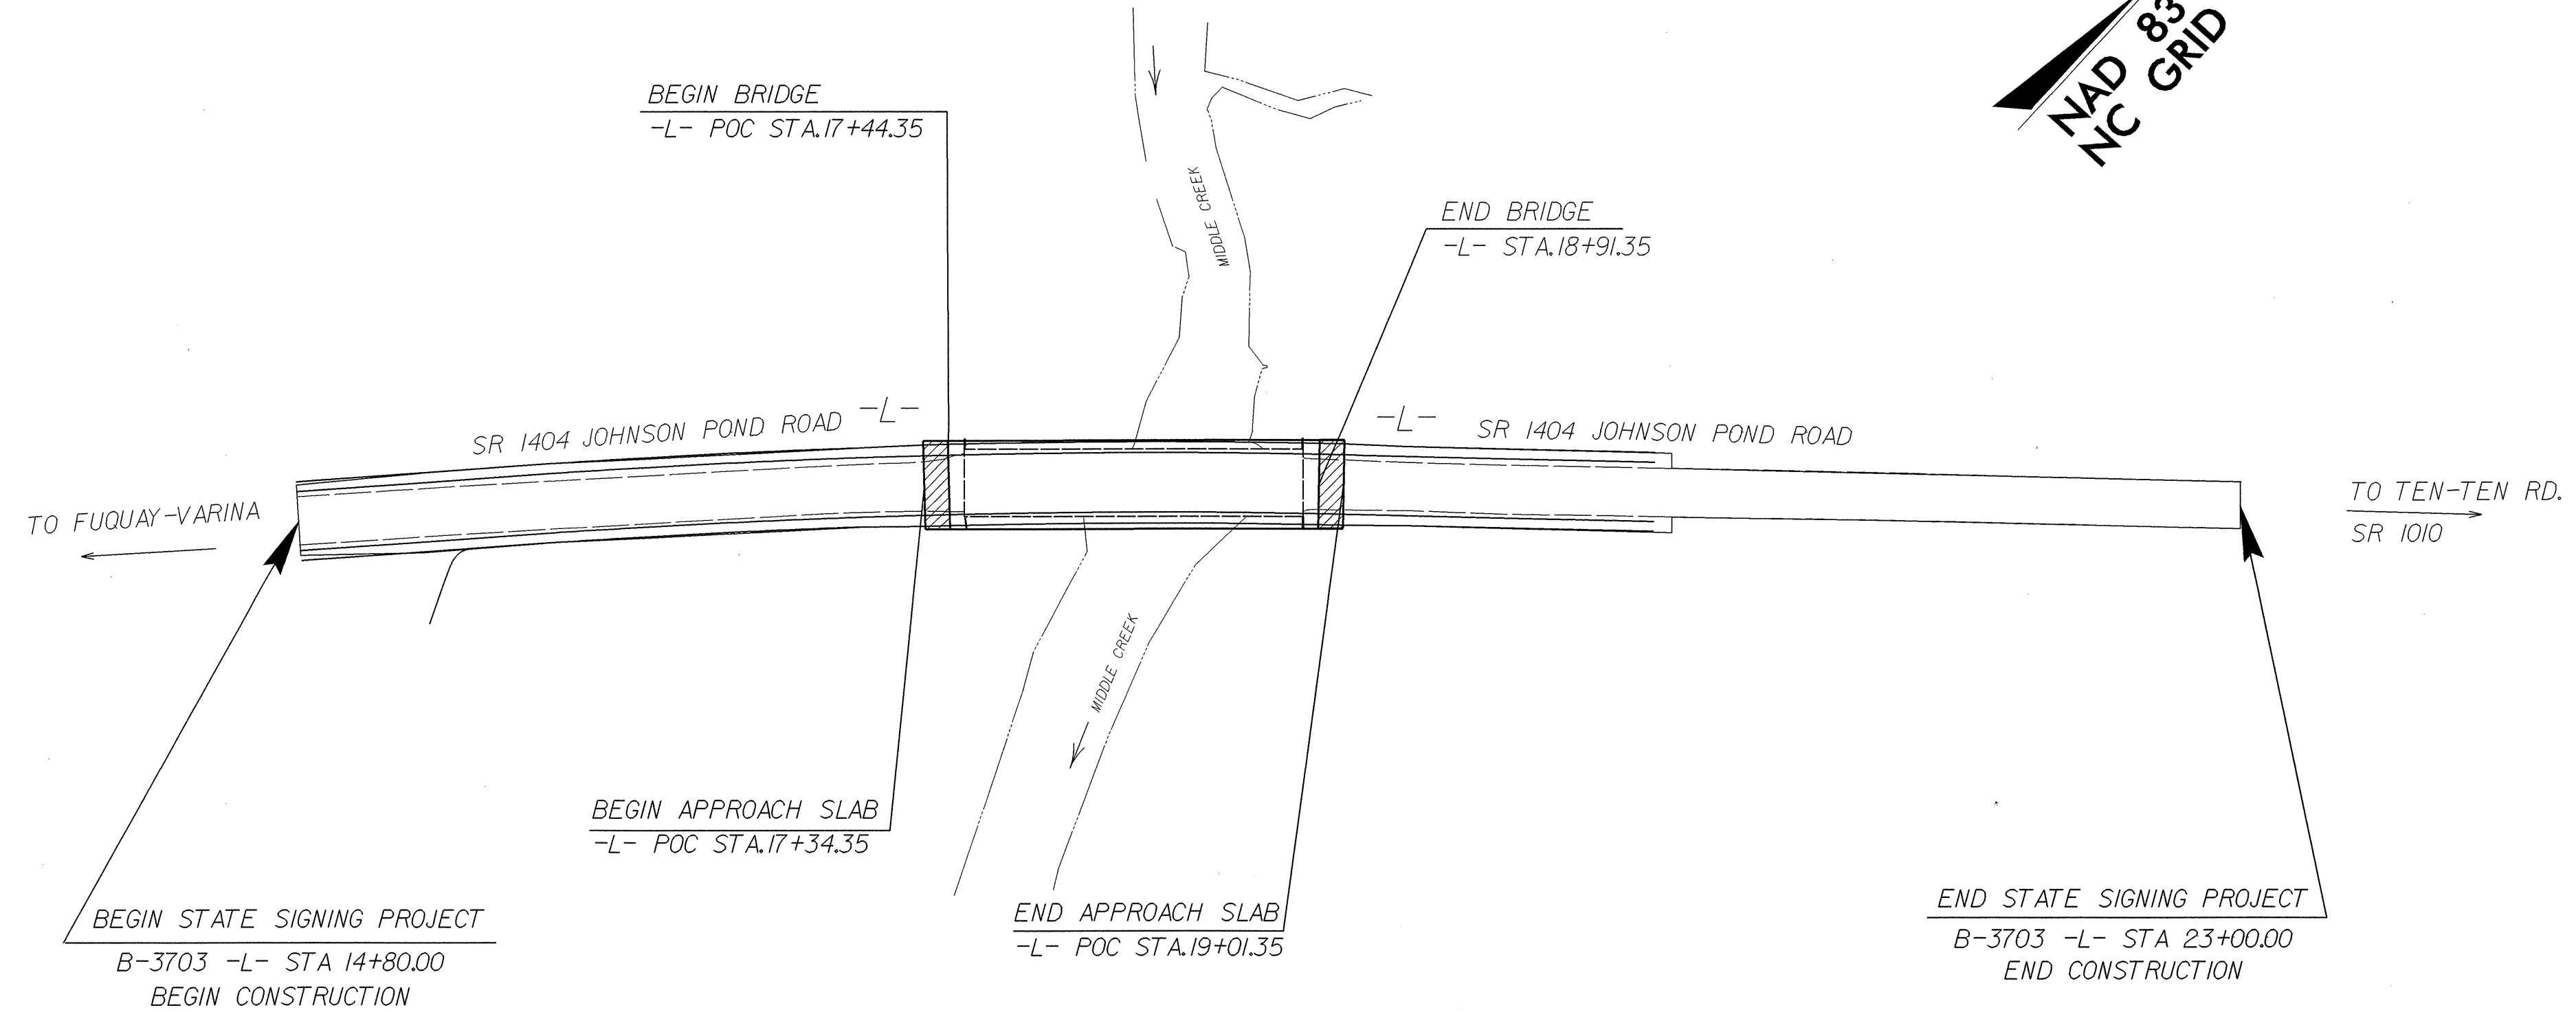 NAD 83
NC GRID
BEGIN BRIDGE
-L- POC STA.17+44.35
MIDDLE CREEK
END BRIDGE
-L- STA.18+91.35
SR 1404 JOHNSON POND ROAD
-L-
-L-
SR 1404 JOHNSON POND ROAD
TO FUQUAY-VARINA
TO TEN-TEN RD.
SR 1010
MIDDLE CREEK
BEGIN APPROACH SLAB
-L- POC STA.17+34.35
END APPROACH SLAB
-L- POC STA.19+01.35
BEGIN STATE SIGNING PROJECT
B-3703 -L- STA 14+80.00
BEGIN CONSTRUCTION
END STATE SIGNING PROJECT
B-3703 -L- STA 23+00.00
END CONSTRUCTION